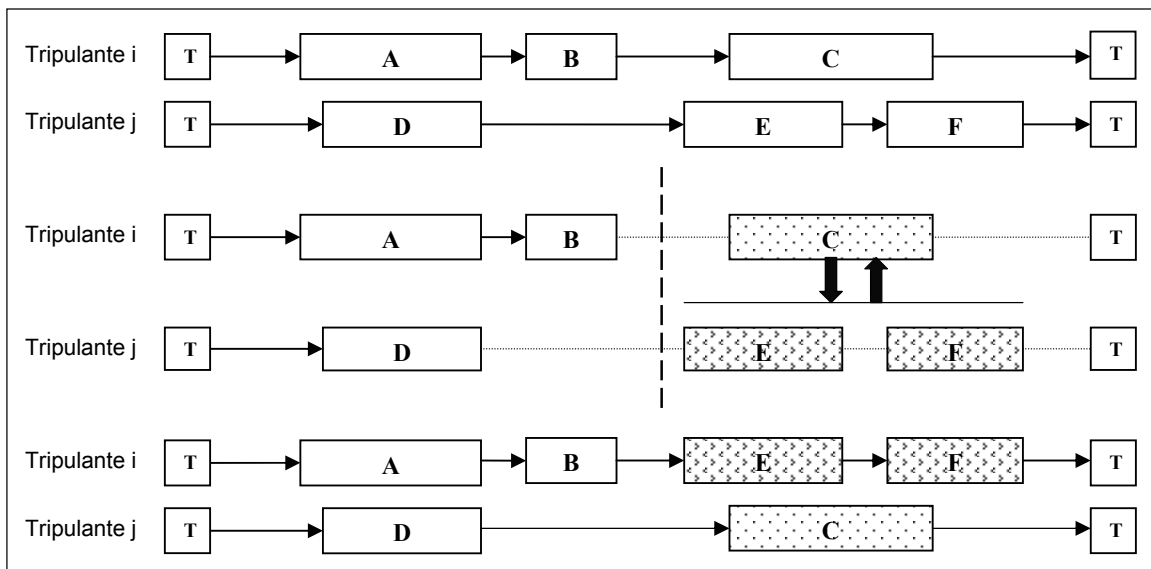 Tripulante i T A B C T
Tripulante j T D E F T
Tripulante i T A B C T
Tripulante j T D E F T
Tripulante i T A B E F T
Tripulante j T D C T